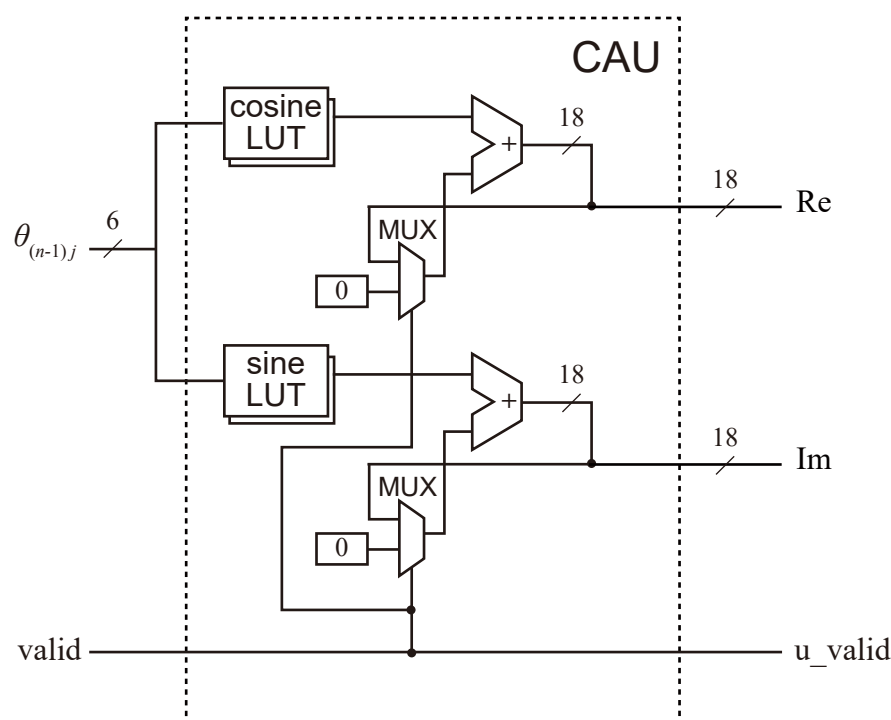 CAU
cosine
LUT
+
18
18
Re
6
θ(n-1) j
MUX
0
sine
LUT
+
18
18
Im
MUX
0
valid
u_valid